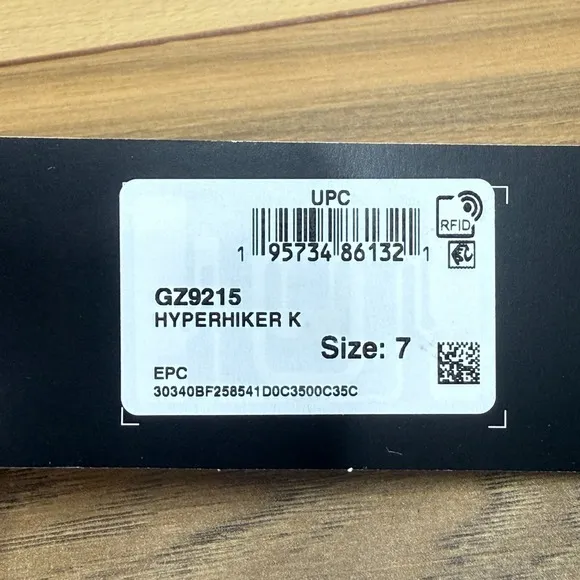 UPC
RFID
1 95734 86132 1
GZ9215
HYPERHIKER K
Size: 7
EPC
30340BF258541D0C3500C35C